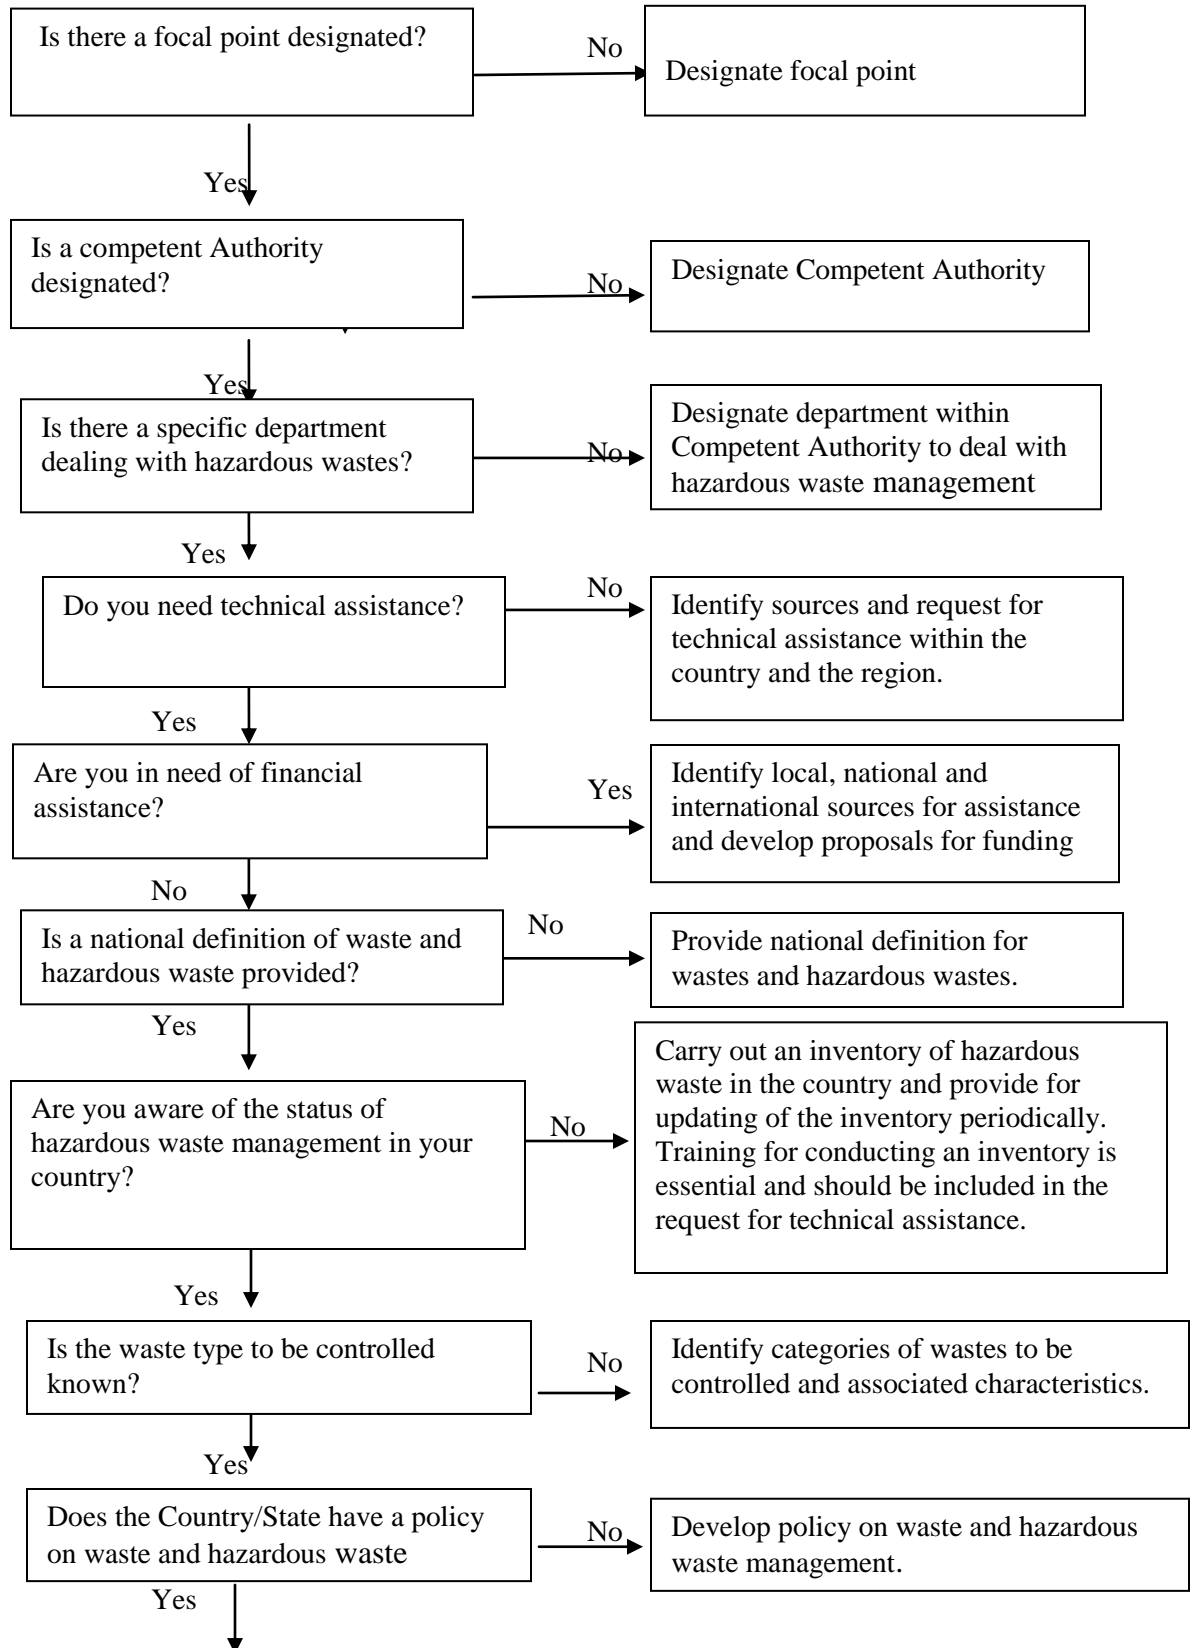 Is there a focal point designated?
No
Designate focal point
Yes
Is a competent Authority
designated?
No
Designate Competent Authority
Yes
Is there a specific department
dealing with hazardous wastes?
No
Designate department within
Competent Authority to deal with
hazardous waste management
Yes
Do you need technical assistance?
No
Identify sources and request for
technical assistance within the
country and the region.
Yes
Are you in need of financial
assistance?
Yes
Identify local, national and
international sources for assistance
and develop proposals for funding
No
Is a national definition of waste and
hazardous waste provided?
No
Provide national definition for
wastes and hazardous wastes.
Yes
Are you aware of the status of
hazardous waste management in your
country?
No
Carry out an inventory of hazardous
waste in the country and provide for
updating of the inventory periodically.
Training for conducting an inventory is
essential and should be included in the
request for technical assistance.
Yes
Is the waste type to be controlled
known?
No
Identify categories of wastes to be
controlled and associated characteristics.
Yes
Does the Country/State have a policy
on waste and hazardous waste
No
Develop policy on waste and hazardous
waste management.
Yes